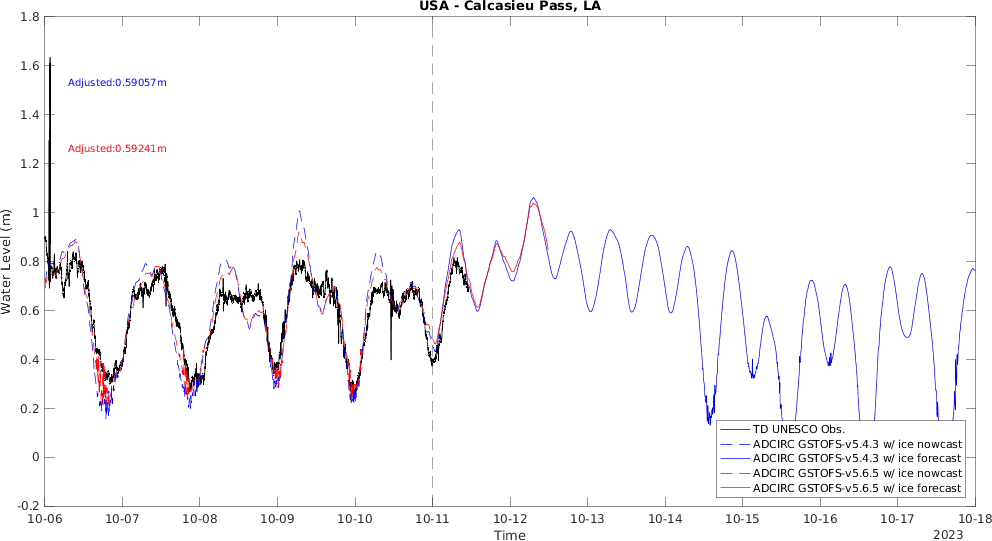 USA - Calcasieu Pass, LA
1.8
1.6
1.4
1.2
1
0.8
0.6
0.4
0.2
0
-0.2
Water Level (m)
Adjusted:0.59057m
Adjusted:0.59241m
TD UNESCO Obs.
ADCIRC GSTOFS-v5.4.3 w/ ice nowcast
ADCIRC GSTOFS-v5.4.3 w/ ice forecast
ADCIRC GSTOFS-v5.6.5 w/ ice nowcast
ADCIRC GSTOFS-v5.6.5 w/ ice forecast
10-06 10-07 10-08 10-09 10-10 10-11 10-12 10-13 10-14 10-15 10-16 10-17 10-18
Time
2023